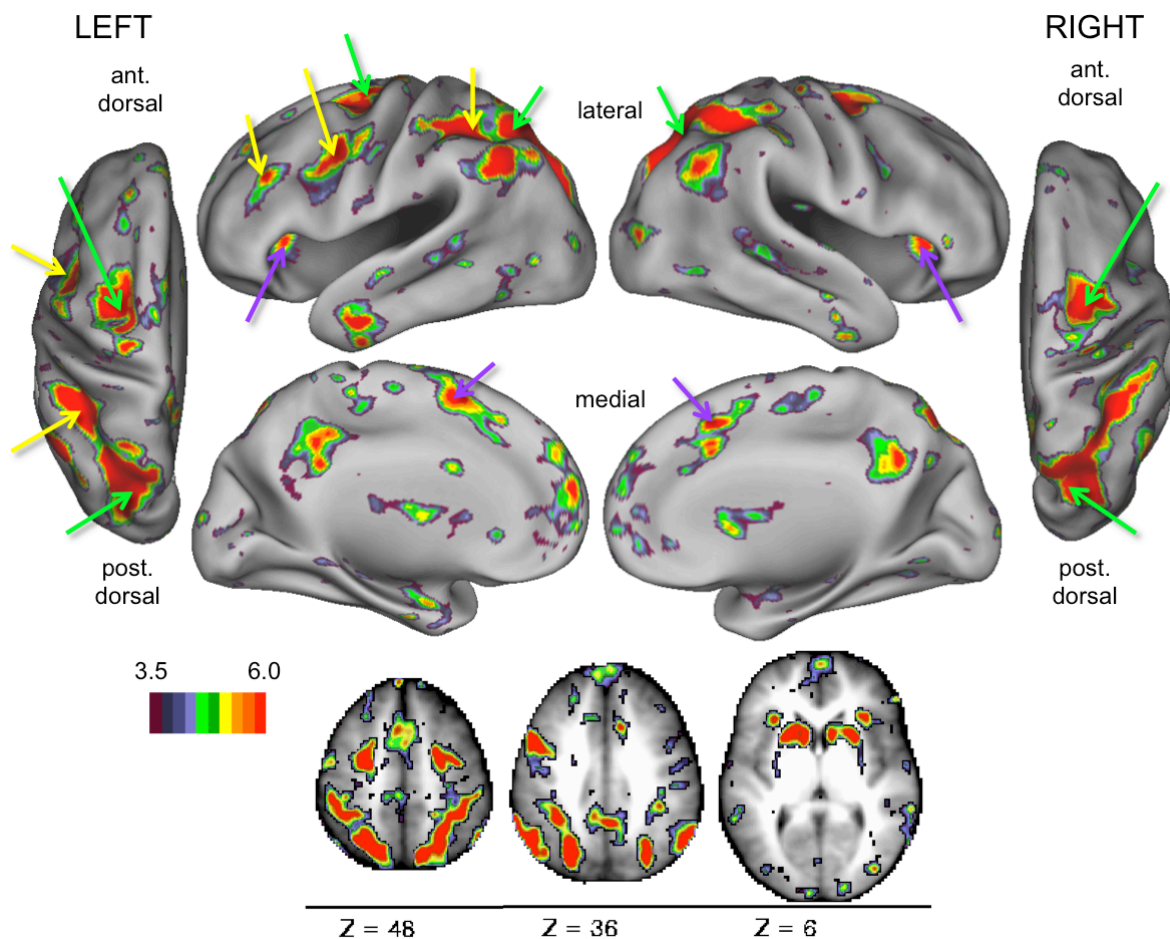 LEFT
RIGHT
ant.
dorsal
lateral
ant.
dorsal
medial
post.
dorsal
post.
dorsal
3.5 6.0
Z = 48 Z = 36 Z = 6